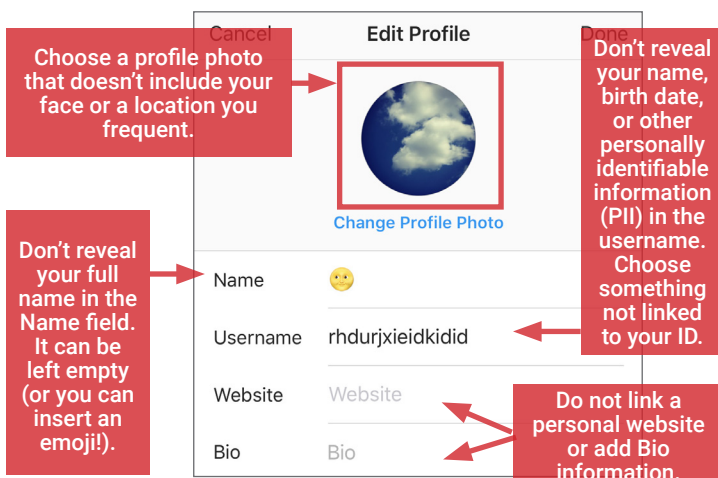 Cancel Edit Profile Done
Choose a profile photo
that doesn’t include your
face or a location you
frequent.
Don’t reveal
your name,
birth date,
or other
personally
identifiable
information
(PII) in the
username.
Choose
something
not linked
to your ID.
Change Profile Photo
Don’t reveal
your full
name in the
Name field.
It can be
left empty
(or you can
insert an
emoji!).
Name 🌝
Username rhdurjxieidkidid
Website Website
Bio Bio
Do not link a
personal website
or add Bio
information.